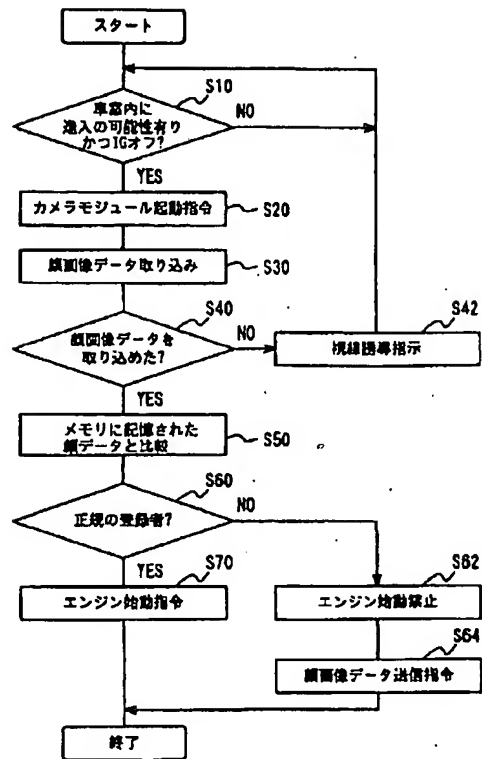 スタート
S10
車室内に
進入の可能性有り
かつIGオフ?
NO
YES
カメラモジュール起動指令
S20
顔画像データ取り込み
S30
S40
顔画像データを
取り込めた?
NO
S42
視線誘導指示
YES
メモリに記憶された
顔データと比較
S50
S60
正規の登録者?
NO
YES
S70
エンジン始動指令
S62
エンジン始動禁止
S64
顔画像データ送信指令
終了